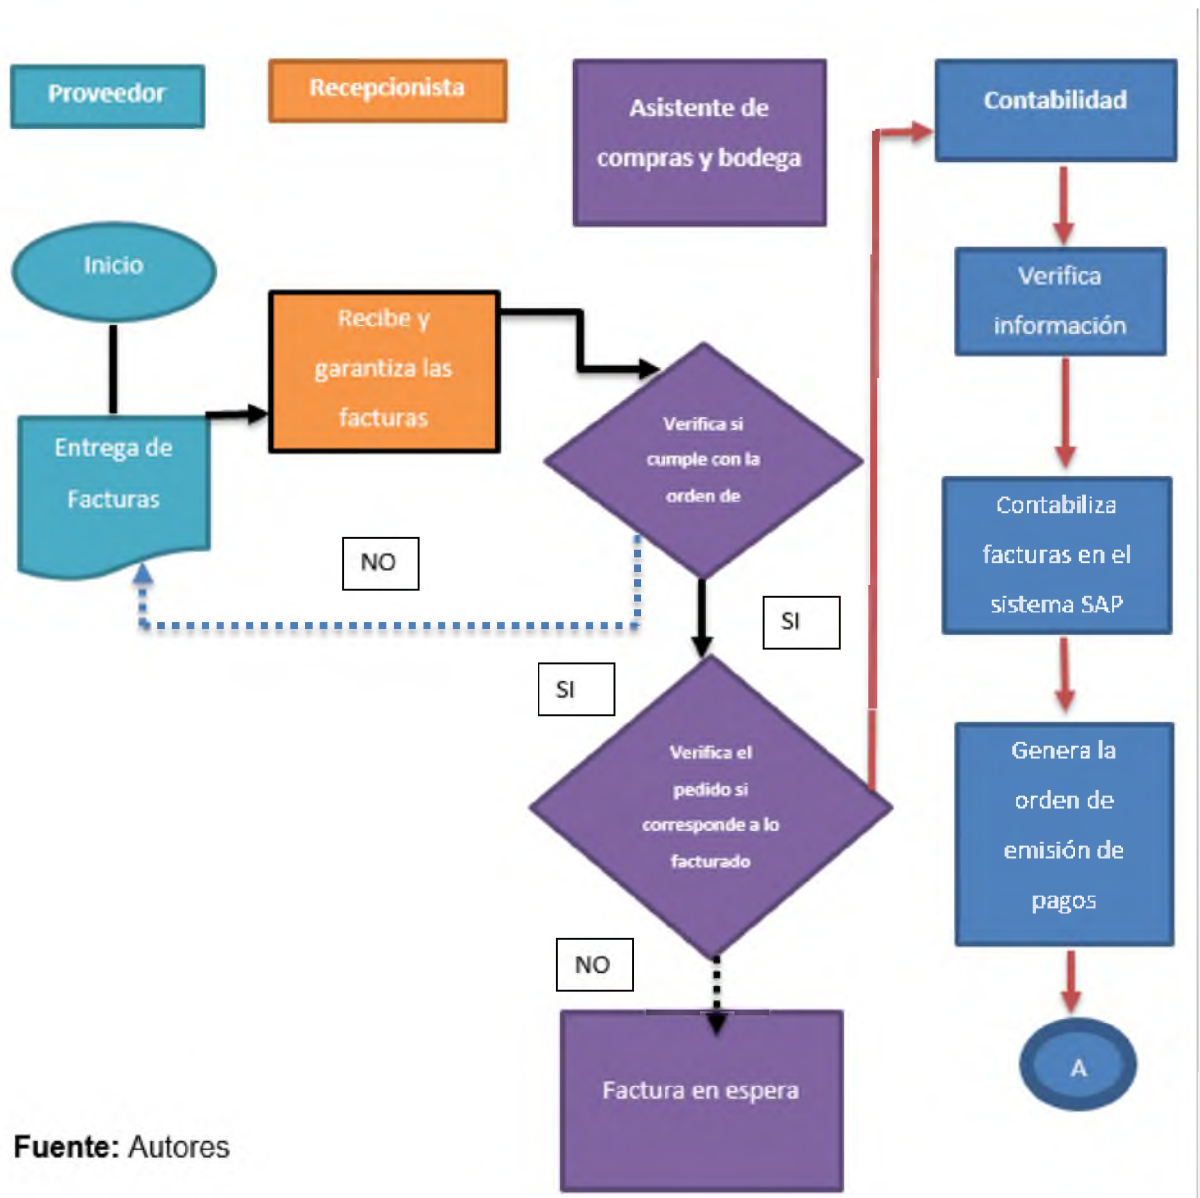 Proveedor
Recepcionista
Asistente de
compras y bodega
Contabilidad
Inicio
Entrega de
Facturas
Recibe y
garantiza las
facturas
Verifica si
cumple con la
orden de
NO
SI
SI
Verifica el
pedido si
corresponde a lo
facturado
NO
Factura en espera
Verifica
información
Contabiliza
facturas en el
sistema SAP
Genera la
orden de
emisión de
pagos
A
Fuente: Autores